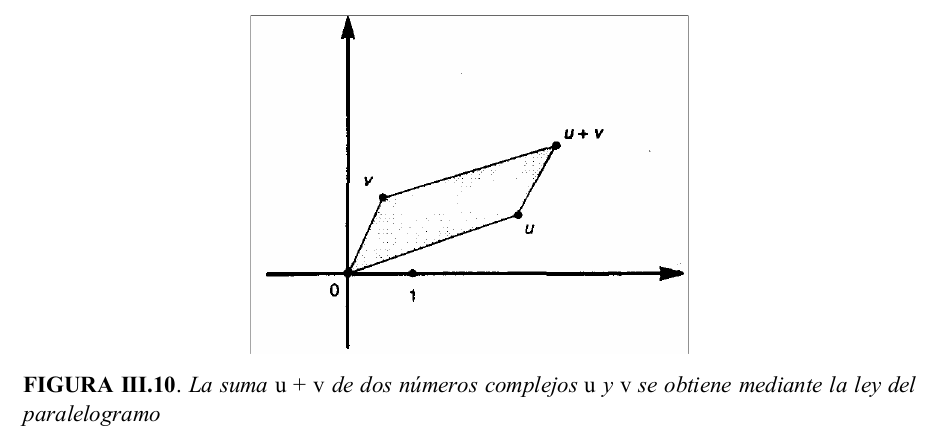 u + v
v
u
0
1
FIGURA III.10. La suma u + v de dos números complejos u y v se obtiene mediante la ley del
paralelogramo